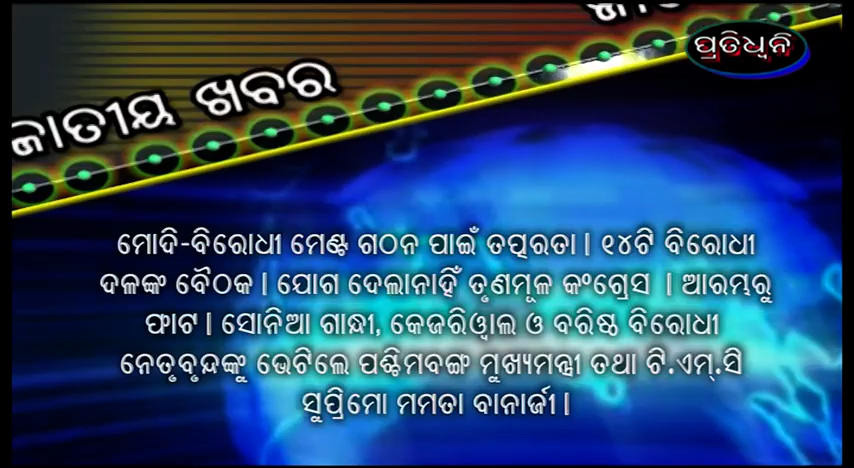 ପ୍ରତିଧ୍ୱନି
ଜାତୀୟ ଖବର
ମୋଦି-ବିରୋଧୀ ମେଣ୍ଟ ଗଠନ ପାଇଁ ତତ୍ପରତା | ୧୪ଟି ବିରୋଧୀ
ଦଳଙ୍କ ବୈଠକ | ଯୋଗ ଦେଲାନାହିଁ ତୃଣମୂଳ କଂଗ୍ରେସ | ଆରମ୍ଭରୁ
ଫାଟ | ସୋନିଆ ଗାନ୍ଧୀ, କେଜରିୱାଲ ଓ ବରିଷ୍ଠ ବିରୋଧୀ
ନେତୃବୃନ୍ଦଙ୍କୁ ଭେଟିଲେ ପଶ୍ଚିମବଙ୍ଗ ମୁଖ୍ୟମନ୍ତ୍ରୀ ତଥା ଟି.ଏମ୍.ସି
ସୁପ୍ରିମୋ ମମତା ବାନାର୍ଜୀ |